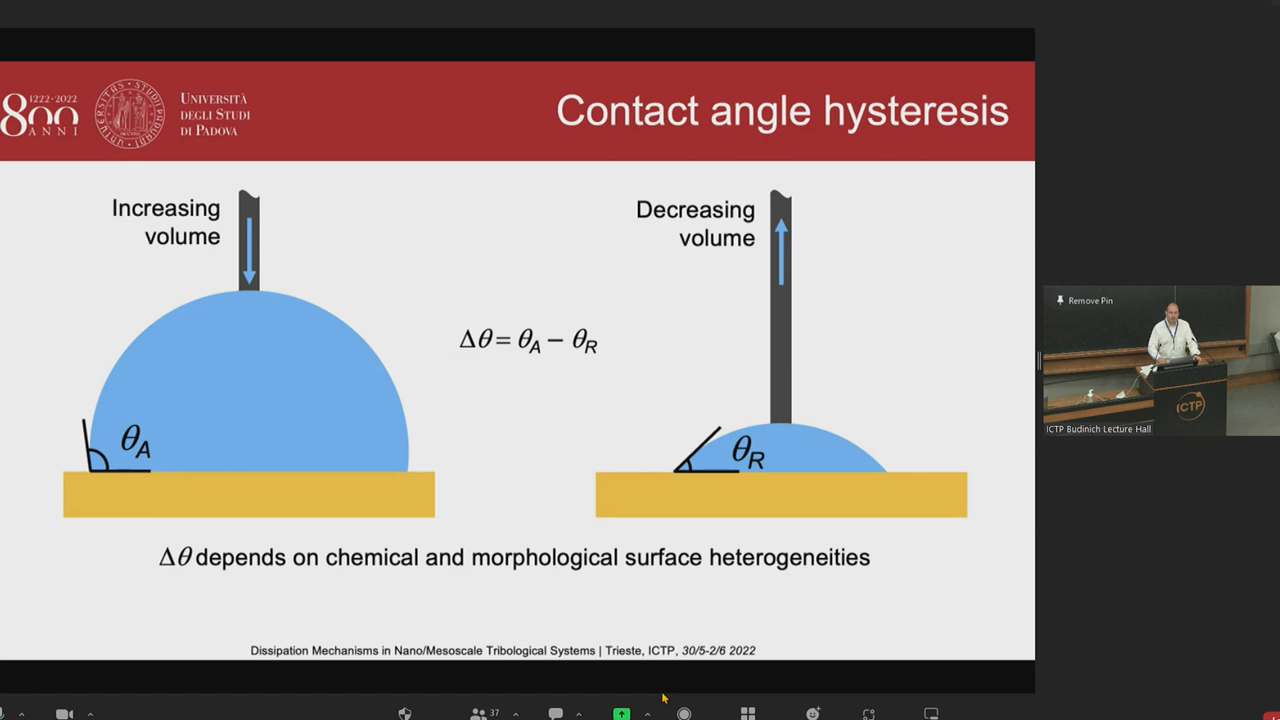 1222·2022
800
ANNI
UNIVERSITÀ
DEGLI STUDI
DI PADOVA
Contact angle hysteresis
Increasing
volume
Decreasing
volume
Δθ = θA − θR
θA
θR
Δθ depends on chemical and morphological surface heterogeneities
Dissipation Mechanisms in Nano/Mesoscale Tribological Systems | Trieste, ICTP, 30/5-2/6 2022
Remove Pin
ICTP
ICTP Budinich Lecture Hall
37